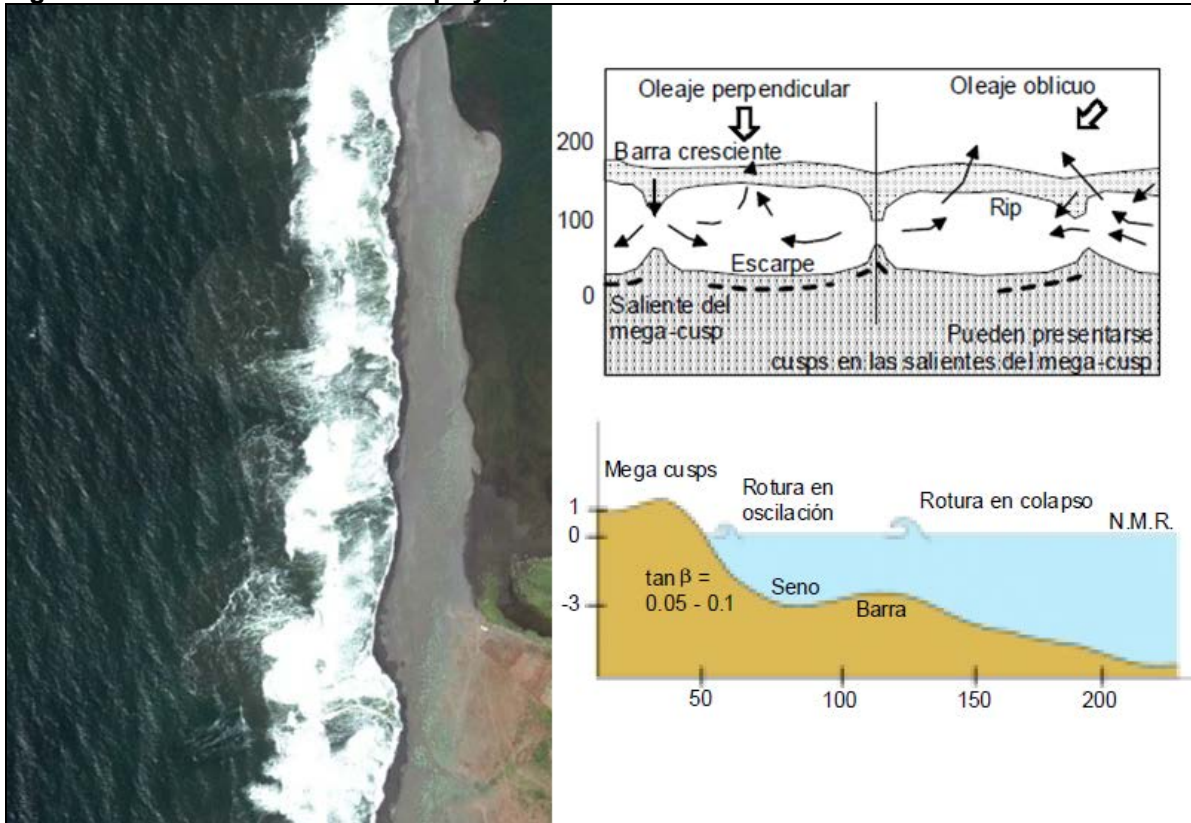 Oleaje perpendicular
Oleaje oblicuo
200
Barra cresciente
100
Rip
Escarpe
0
Saliente del
mega-cusp
Pueden presentarse
cusps en las salientes del mega-cusp
Mega cusps
Rotura en
oscilación
Rotura en colapso
N.M.R.
1
0
tan β =
0.05 - 0.1
Seno
Barra
-3
50
100
150
200